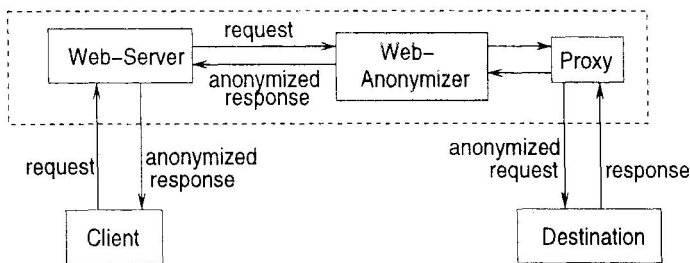 request
Web-Server
Web-
Anonymizer
Proxy
anonymized
response
request
anonymized
response
anonymized
request
response
Client
Destination